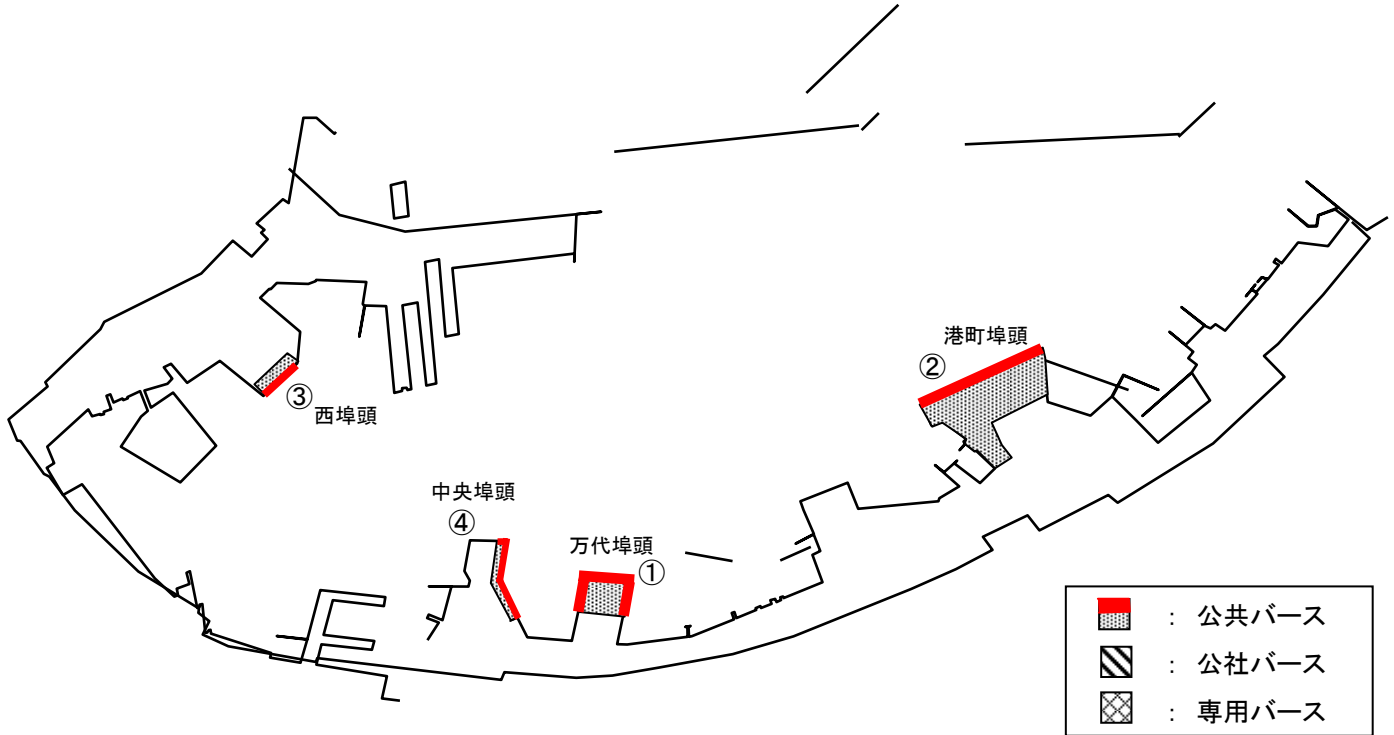 港町埠頭
②
③
西埠頭
中央埠頭
④
万代埠頭
①
： 公共バース
： 公社バース
： 専用バース